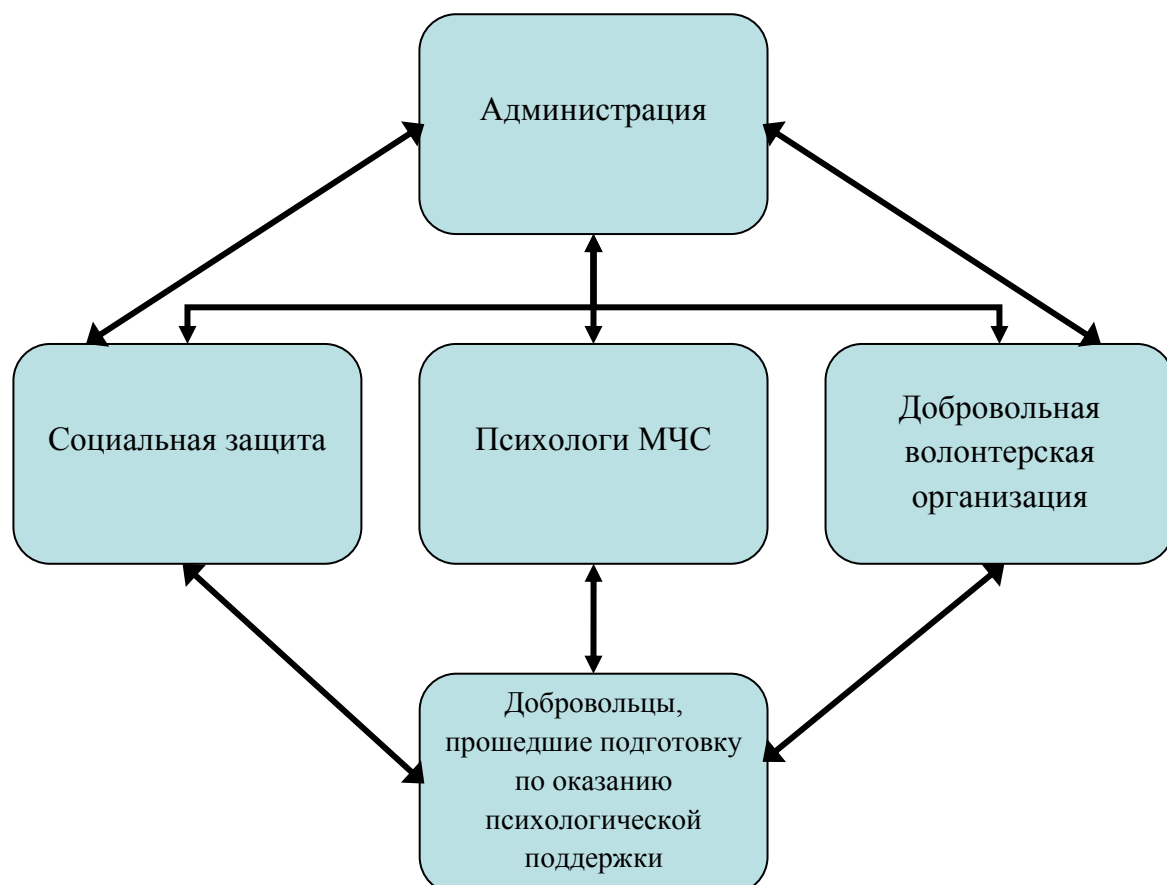 Администрация
Социальная защита
Психологи МЧС
Добровольная
волонтерская
организация
Добровольцы,
прошедшие подготовку
по оказанию
психологической
поддержки